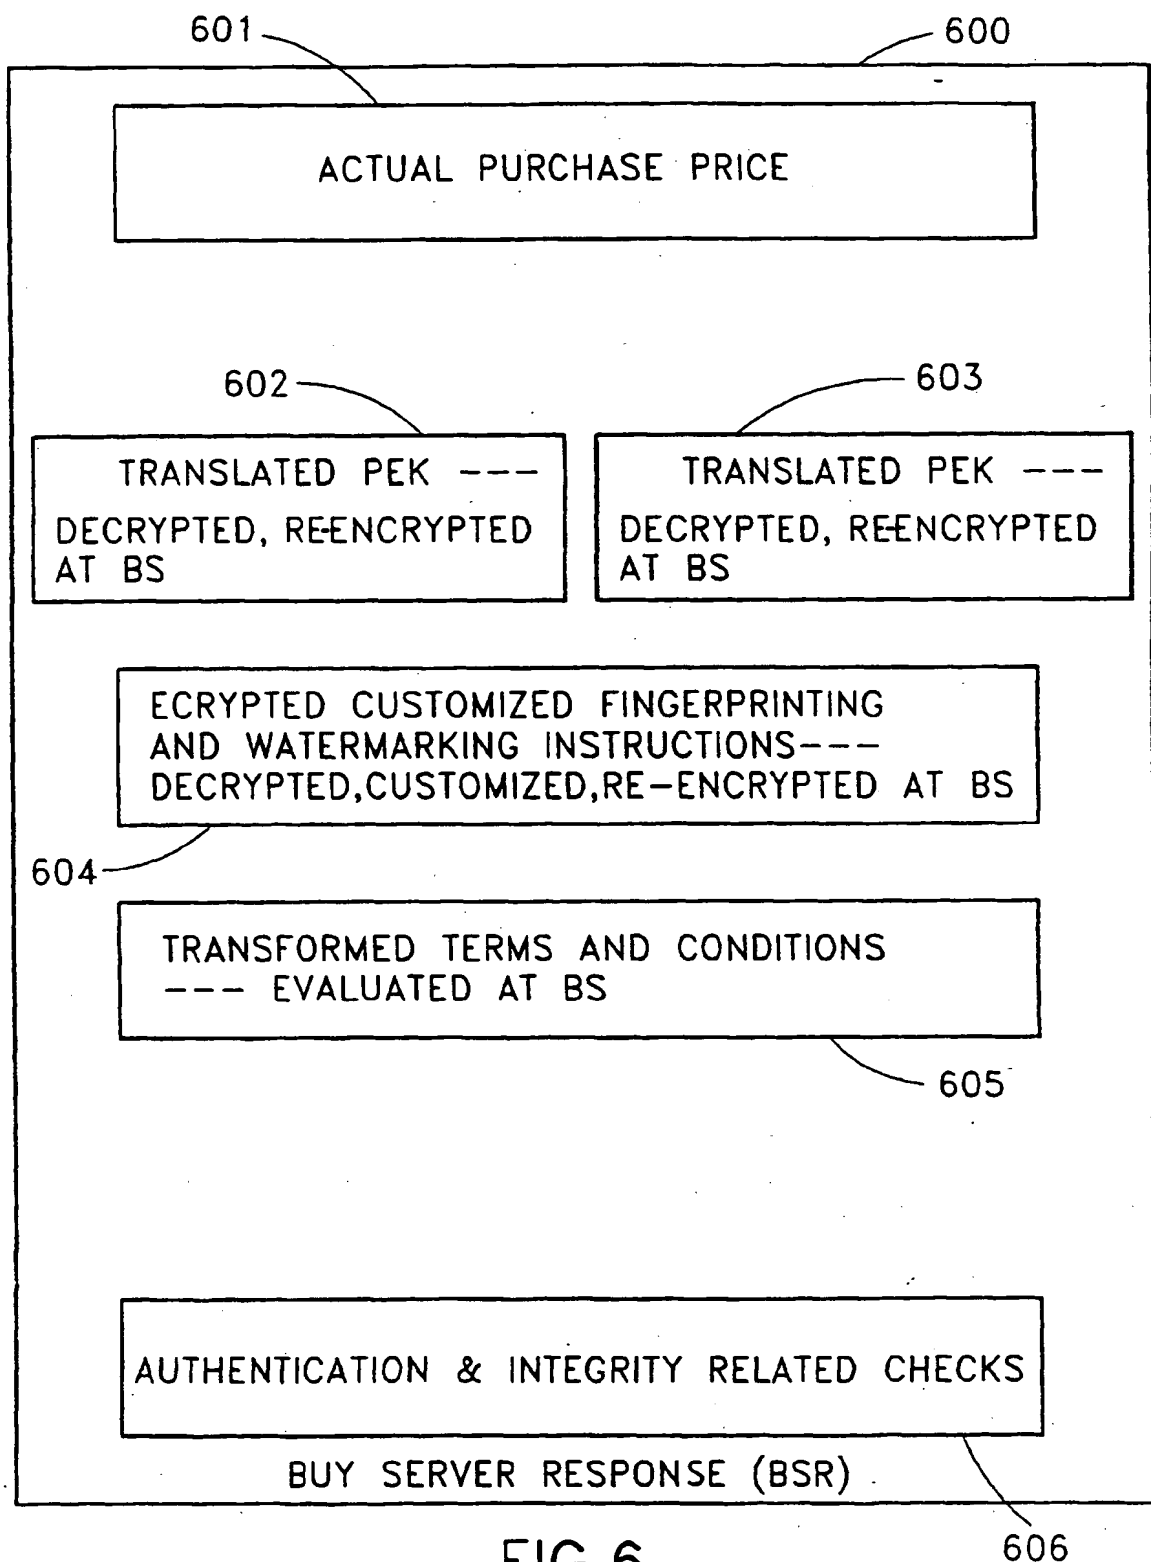 601
600
ACTUAL PURCHASE PRICE
602
603
TRANSLATED PEK ---
DECRYPTED, RE-ENCRYPTED
AT BS
TRANSLATED PEK ---
DECRYPTED, RE-ENCRYPTED
AT BS
ECRYPTED CUSTOMIZED FINGERPRINTING
AND WATERMARKING INSTRUCTIONS---
DECRYPTED,CUSTOMIZED,RE-ENCRYPTED AT BS
604
TRANSFORMED TERMS AND CONDITIONS
--- EVALUATED AT BS
605
AUTHENTICATION & INTEGRITY RELATED CHECKS
BUY SERVER RESPONSE (BSR)
606
FIG.6